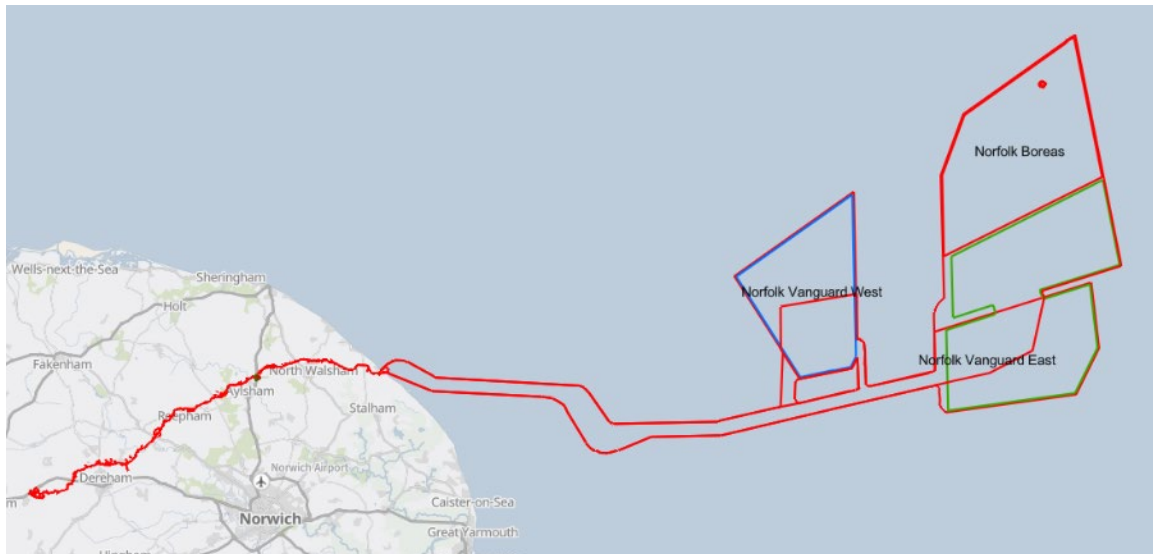 Norfolk Boreas
Wells-next-the-Sea
Sheringham
Norfolk Vanguard West
Holt
Norfolk Vanguard East
Fakenham
North Walsham
Aylsham
Stalham
Reepham
Norwich Airport
Dereham
Caister-on-Sea
Norwich
Great Yarmouth